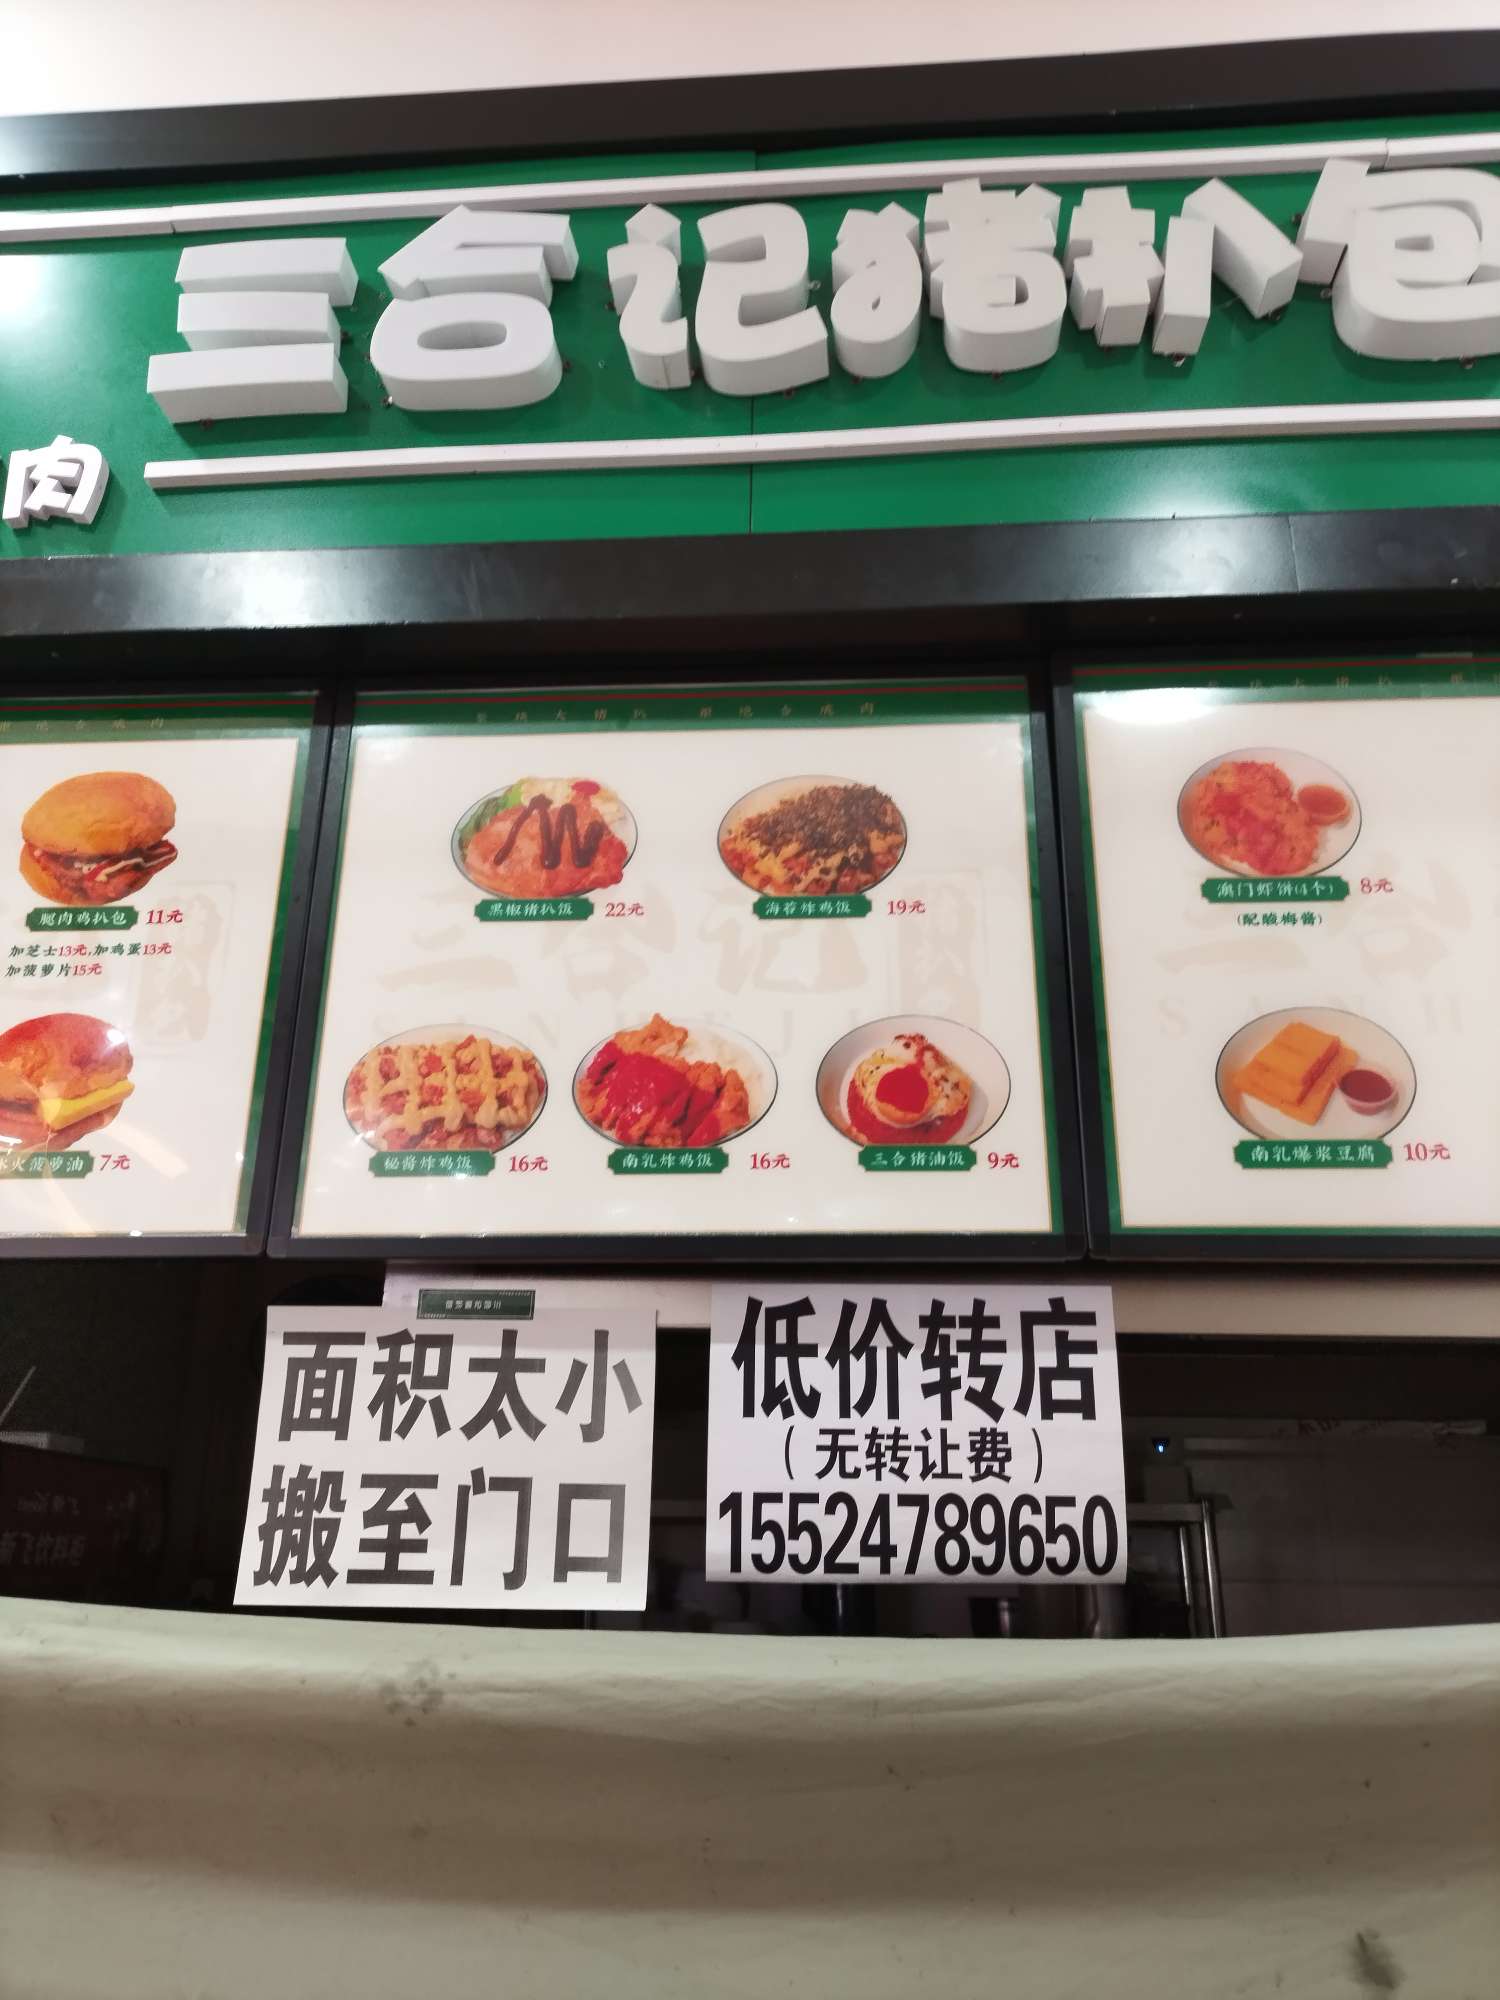 三合记猪扒包
肉
腿肉鸡扒包 11元
加芝士13元,加鸡蛋13元
加菠萝片15元
冰火菠萝油 7元
黑椒猪扒饭 22元
海苔炸鸡饭 19元
秘酱炸鸡饭 16元
南乳炸鸡饭 16元
三合猪油饭 9元
澳门虾饼(4个) 8元
(配酸梅酱)
南乳爆浆豆腐 10元
面积太小
搬至门口
低价转店
（无转让费）
15524789650